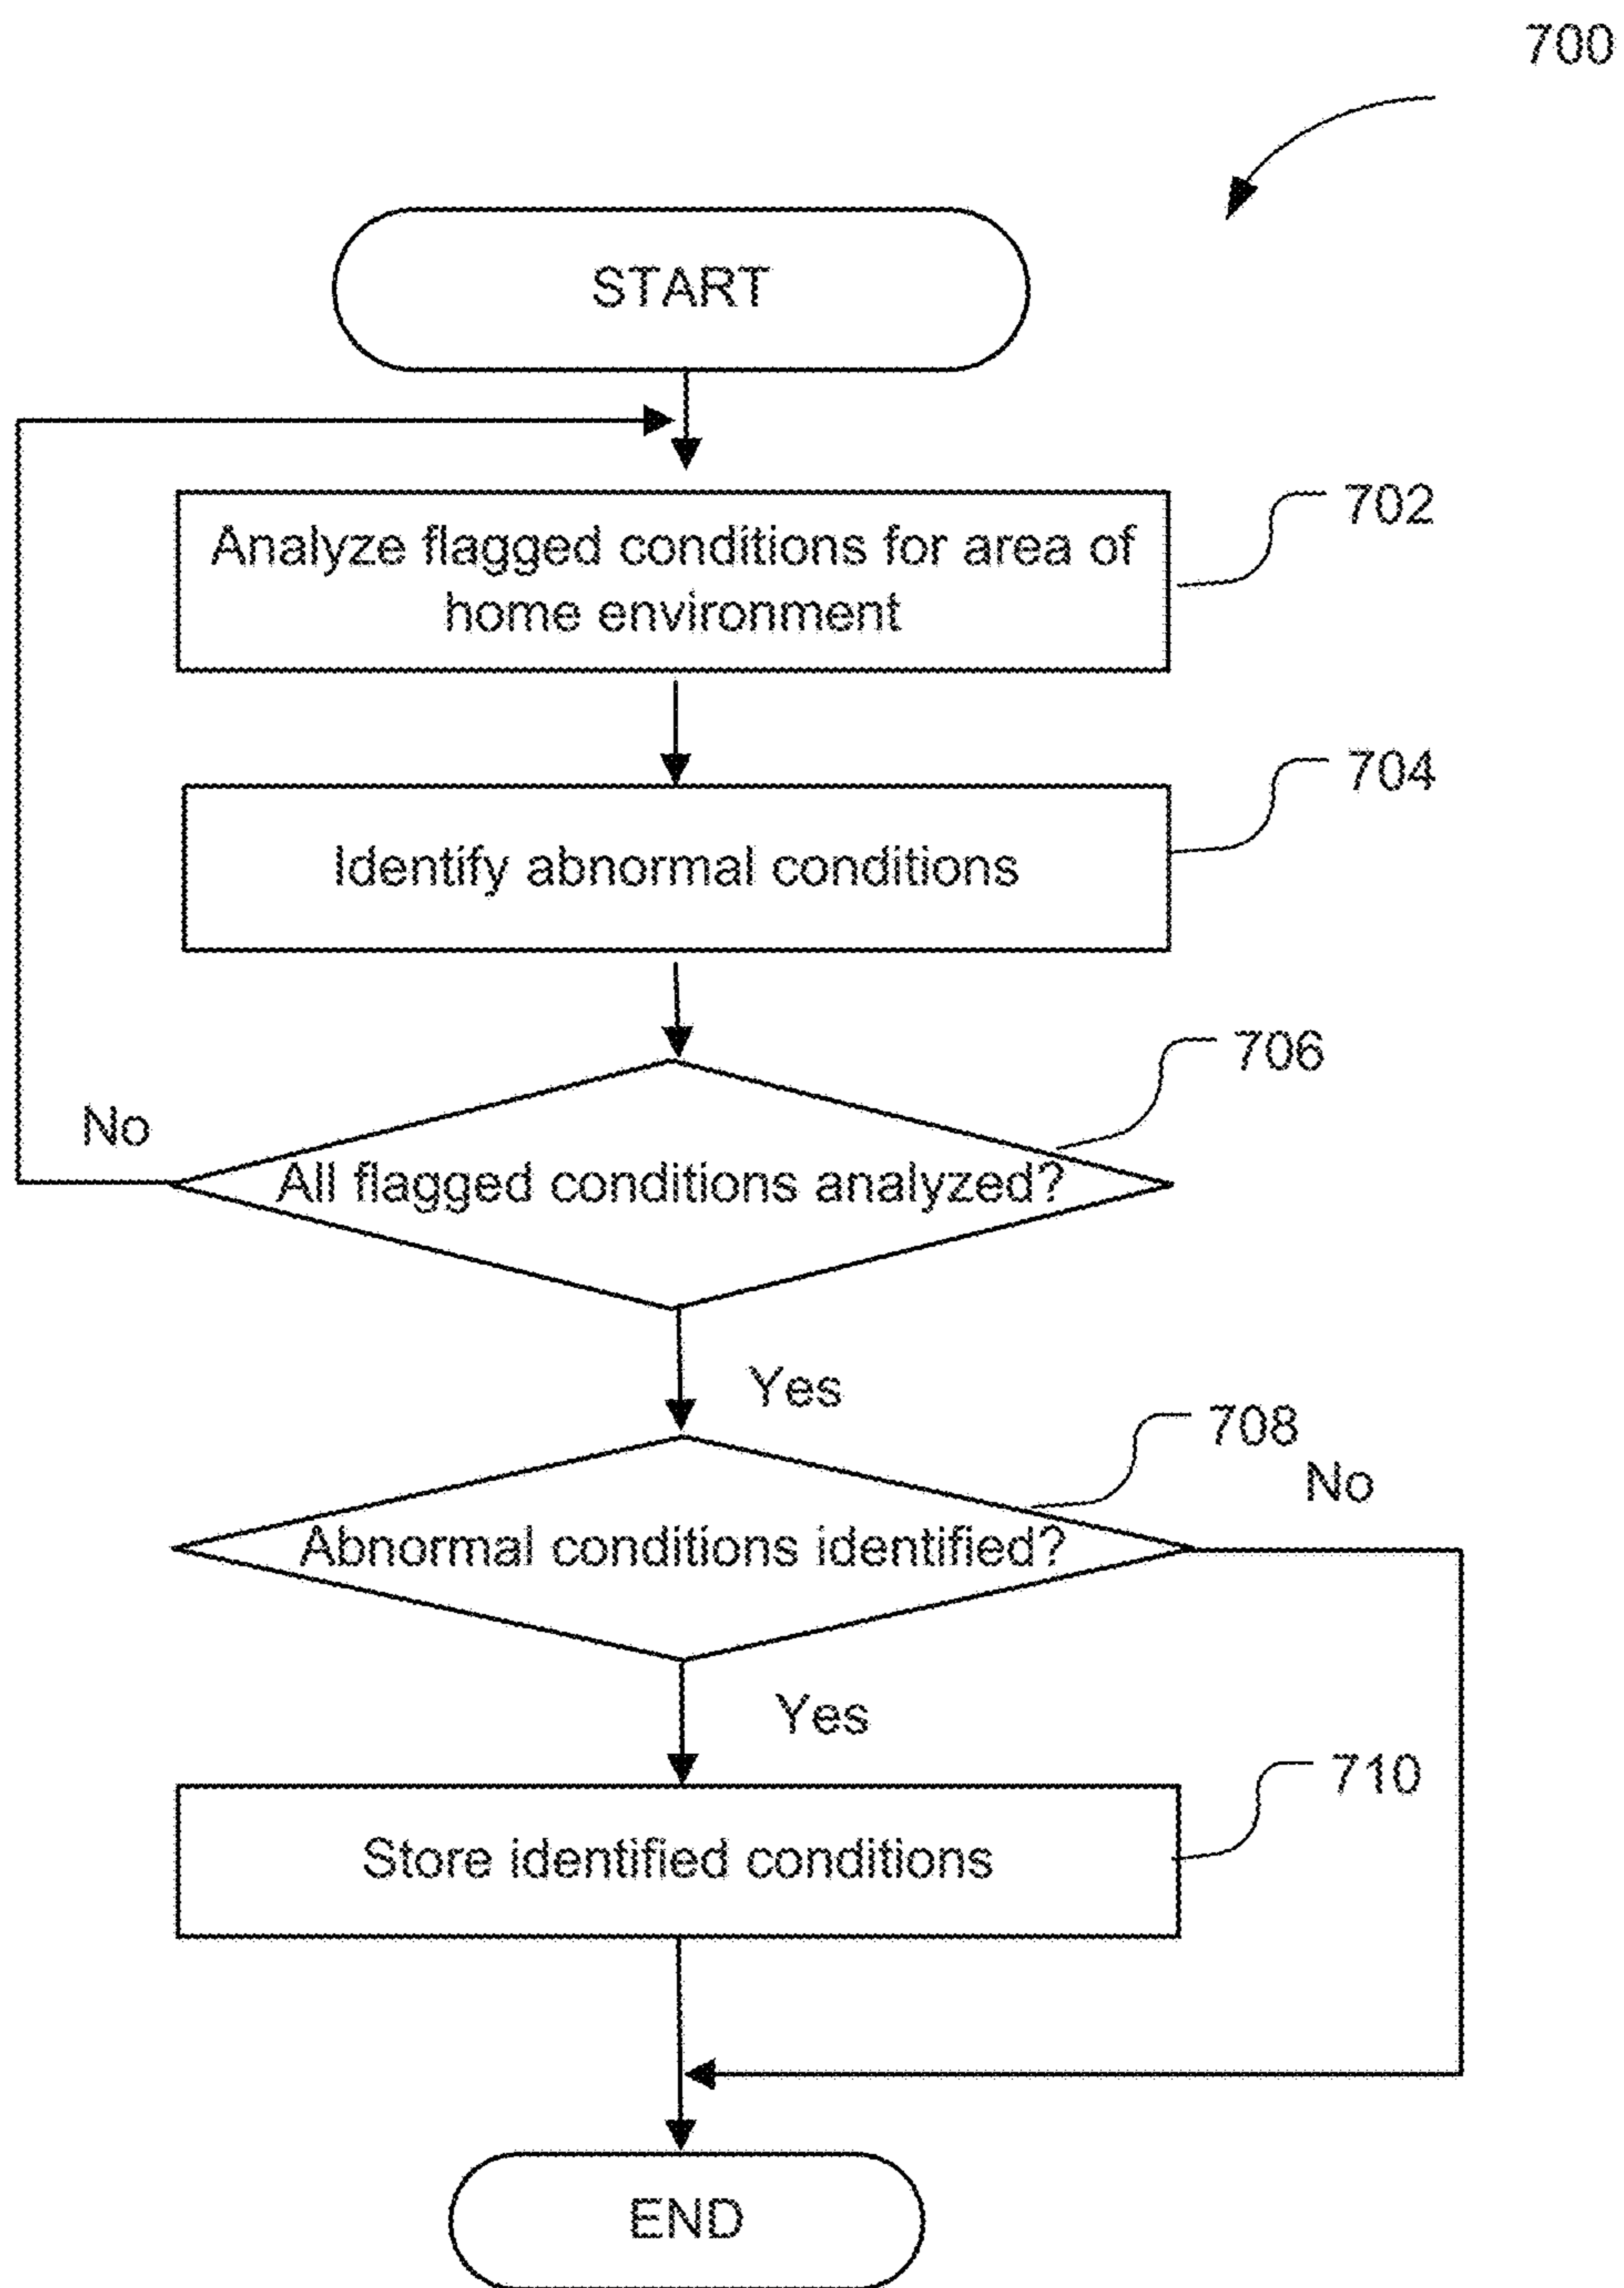 700
START
Analyze flagged conditions for area of
home environment
702
Identify abnormal conditions
704
706
No
All flagged conditions analyzed?
Yes
708
No
Abnormal conditions identified?
Yes
710
Store identified conditions
END